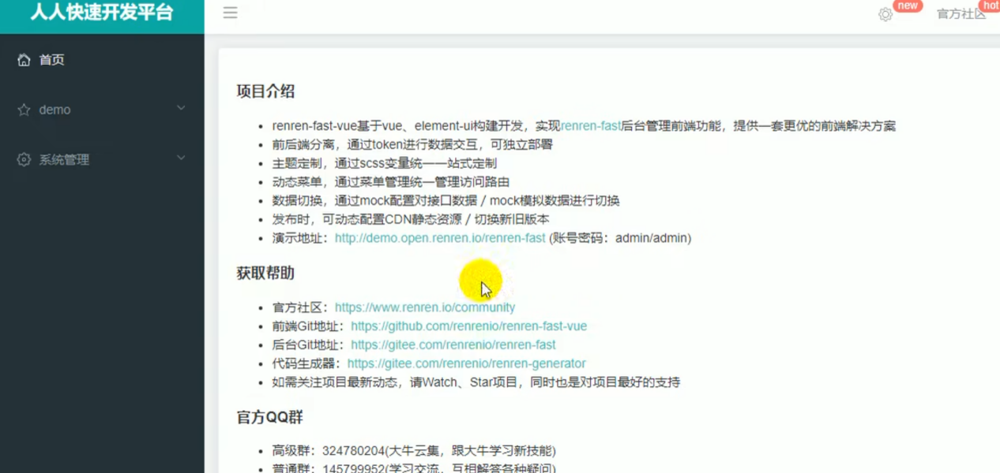 人人快速开发平台
new
官方社区
hot
首页
demo
系统管理
项目介绍
renren-fast-vue基于vue、element-ui构建开发，实现renren-fast后台管理前端功能，提供一套更优的前端解决方案
前后端分离，通过token进行数据交互，可独立部署
主题定制，通过scss变量统一一站式定制
动态菜单，通过菜单管理统一管理访问路由
数据切换，通过mock配置对接口数据 / mock模拟数据进行切换
发布时，可动态配置CDN静态资源 / 切换新旧版本
演示地址：http://demo.open.renren.io/renren-fast (账号密码：admin/admin)
获取帮助
官方社区：https://www.renren.io/community
前端Git地址：https://github.com/renrenio/renren-fast-vue
后台Git地址：https://gitee.com/renrenio/renren-fast
代码生成器：https://gitee.com/renrenio/renren-generator
如需关注项目最新动态，请Watch、Star项目，同时也是对项目最好的支持
官方QQ群
高级群：324780204(大牛云集，跟大牛学习新技能)
普通群：145799952(学习交流，互相解答各种疑问)